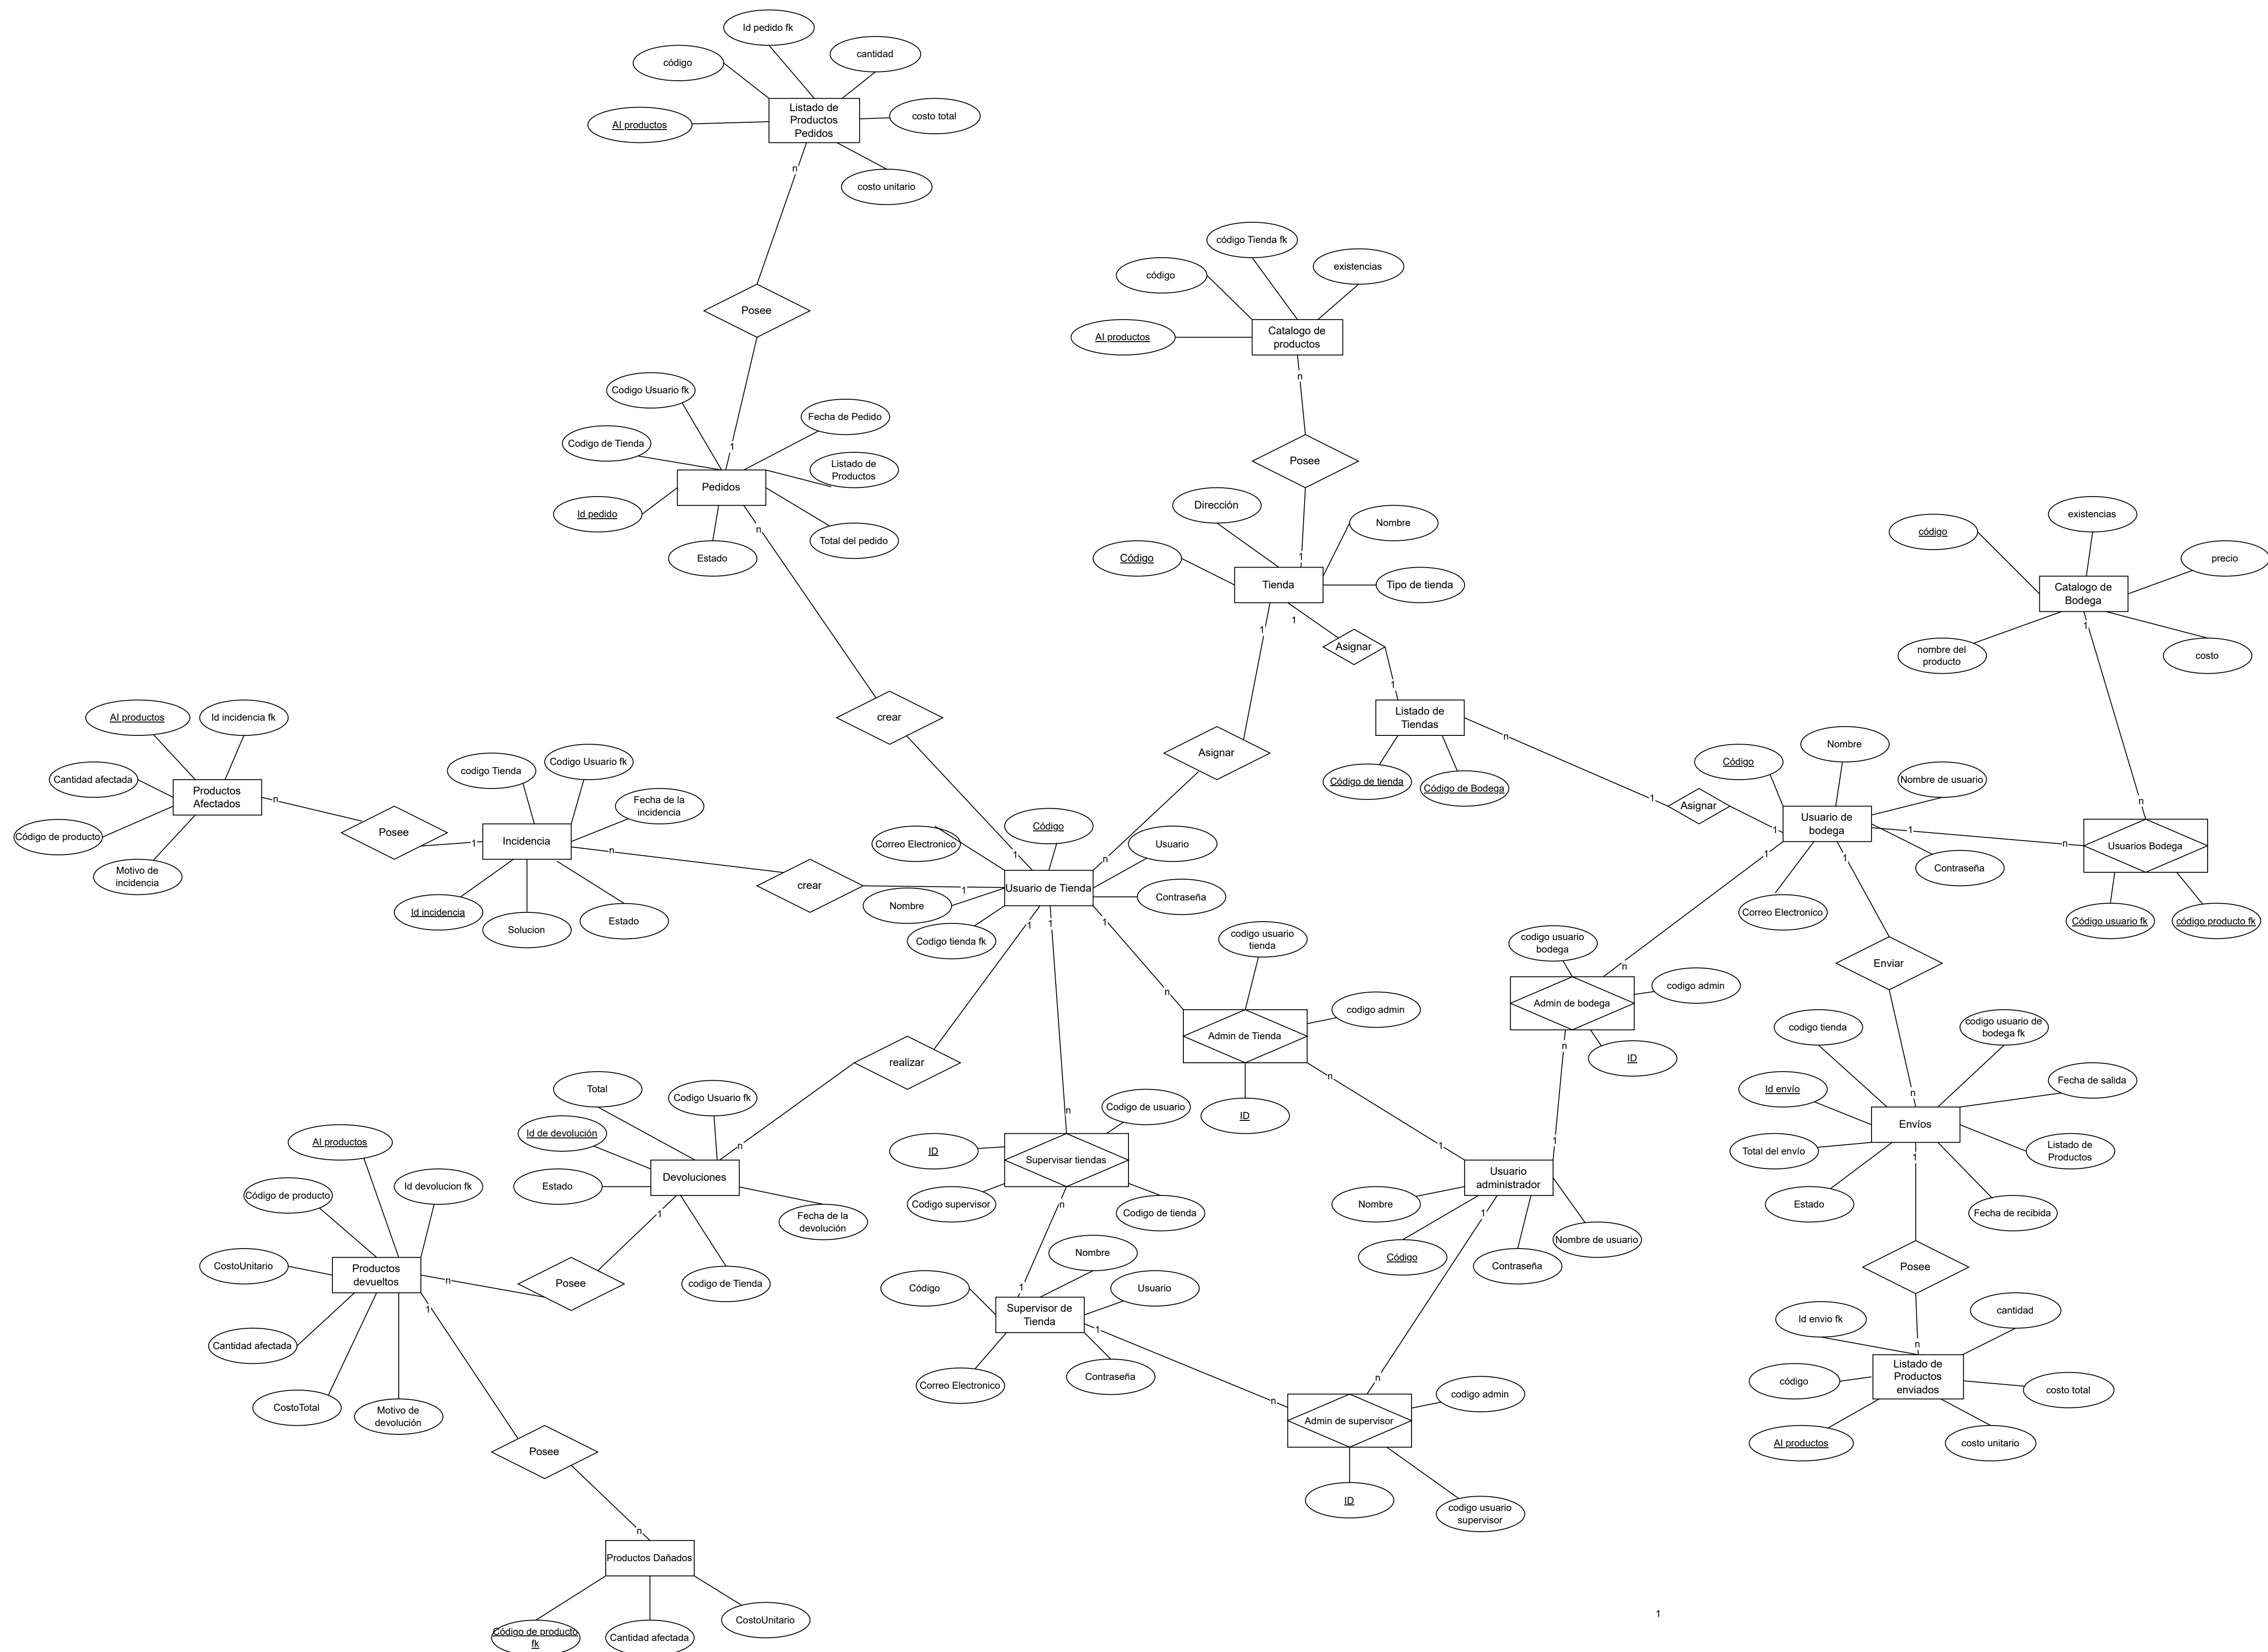 Id pedido fk
código
cantidad
AI productos
Listado de
Productos
Pedidos
costo total
costo unitario
n
Posee
1
Codigo Usuario fk
Fecha de Pedido
Codigo de Tienda
Listado de
Productos
Pedidos
Id pedido
Total del pedido
Estado
n
crear
1
código Tienda fk
código
existencias
AI productos
Catalogo de
productos
n
Posee
1
Dirección
Nombre
Código
Tienda
Tipo de tienda
1
Asignar
n
1
Asignar
1
Listado de
Tiendas
Código de tienda
Código de Bodega
n
1
Asignar
1
código
existencias
precio
Catalogo de
Bodega
nombre del
producto
costo
1
n
Usuarios Bodega
Código usuario fk
código producto fk
n
1
Código
Nombre
Nombre de usuario
Usuario de
bodega
Contraseña
Correo Electronico
1
Enviar
n
1
n
codigo usuario
bodega
Admin de bodega
codigo admin
ID
n
1
AI productos
Id incidencia fk
Cantidad afectada
Productos
Afectados
Código de producto
Motivo de
incidencia
n
Posee
1
codigo Tienda
Codigo Usuario fk
Fecha de la
incidencia
Incidencia
Id incidencia
Solucion
Estado
n
crear
1
Código
Correo Electronico
Usuario
Usuario de Tienda
Contraseña
Nombre
Codigo tienda fk
1
realizar
n
1
n
1
n
codigo usuario
tienda
codigo admin
Admin de Tienda
ID
n
1
codigo tienda
codigo usuario de
bodega fk
Id envío
Fecha de salida
Envíos
Total del envío
Listado de
Productos
Estado
Fecha de recibida
1
Posee
n
Id envio fk
cantidad
código
Listado de
Productos
enviados
costo total
AI productos
costo unitario
Total
Codigo Usuario fk
Id de devolución
Estado
Devoluciones
Fecha de la
devolución
codigo de Tienda
1
Posee
n
AI productos
Código de producto
Id devolucion fk
CostoUnitario
Productos
devueltos
Cantidad afectada
CostoTotal
Motivo de
devolución
1
Posee
n
Productos Dañados
Código de producto
fk
Cantidad afectada
CostoUnitario
Codigo de usuario
ID
Supervisar tiendas
Codigo supervisor
Codigo de tienda
n
1
Nombre
Código
Usuario
Supervisor de
Tienda
Correo Electronico
Contraseña
1
n
Usuario
administrador
Nombre
Código
Contraseña
Nombre de usuario
1
n
Admin de supervisor
codigo admin
ID
codigo usuario
supervisor
1